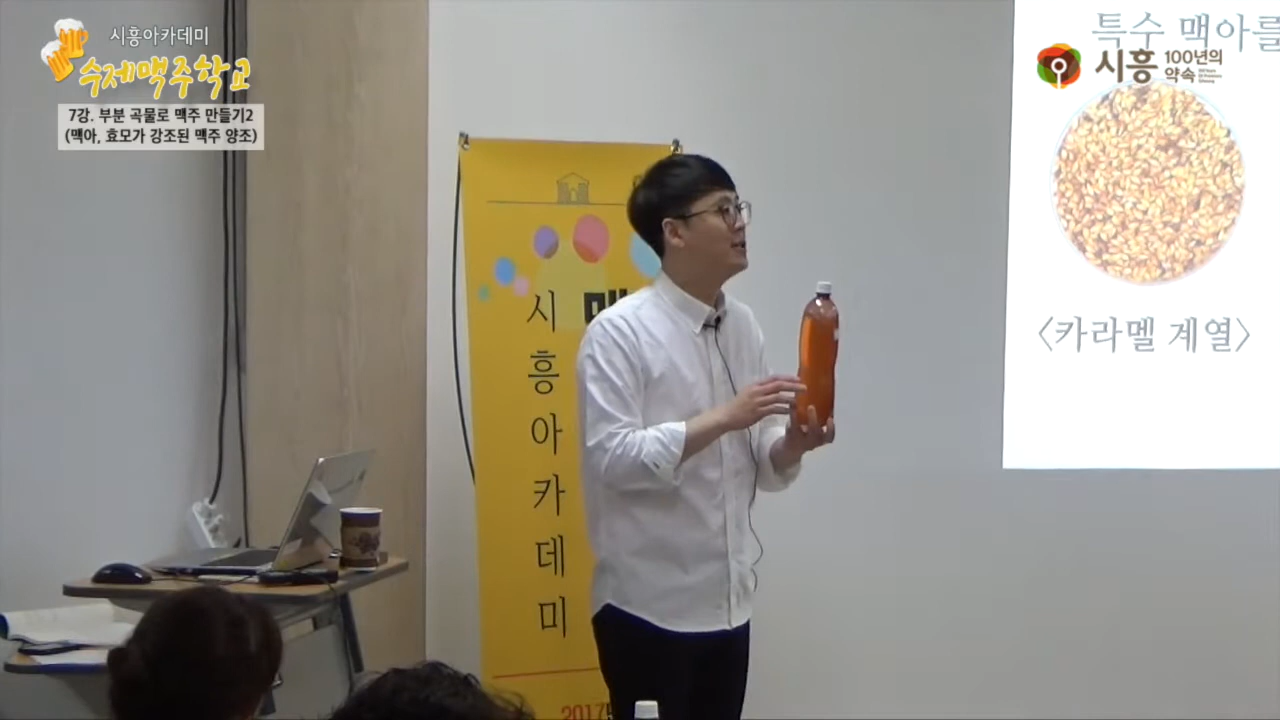 시흥아카데미
수제맥주학교
7강. 부분 곡물로 맥주 만들기2
(맥아, 효모가 강조된 맥주 양조)
특수 맥아를
시흥 100년의 약속
<카라멜 계열>
시흥아카데미
2017